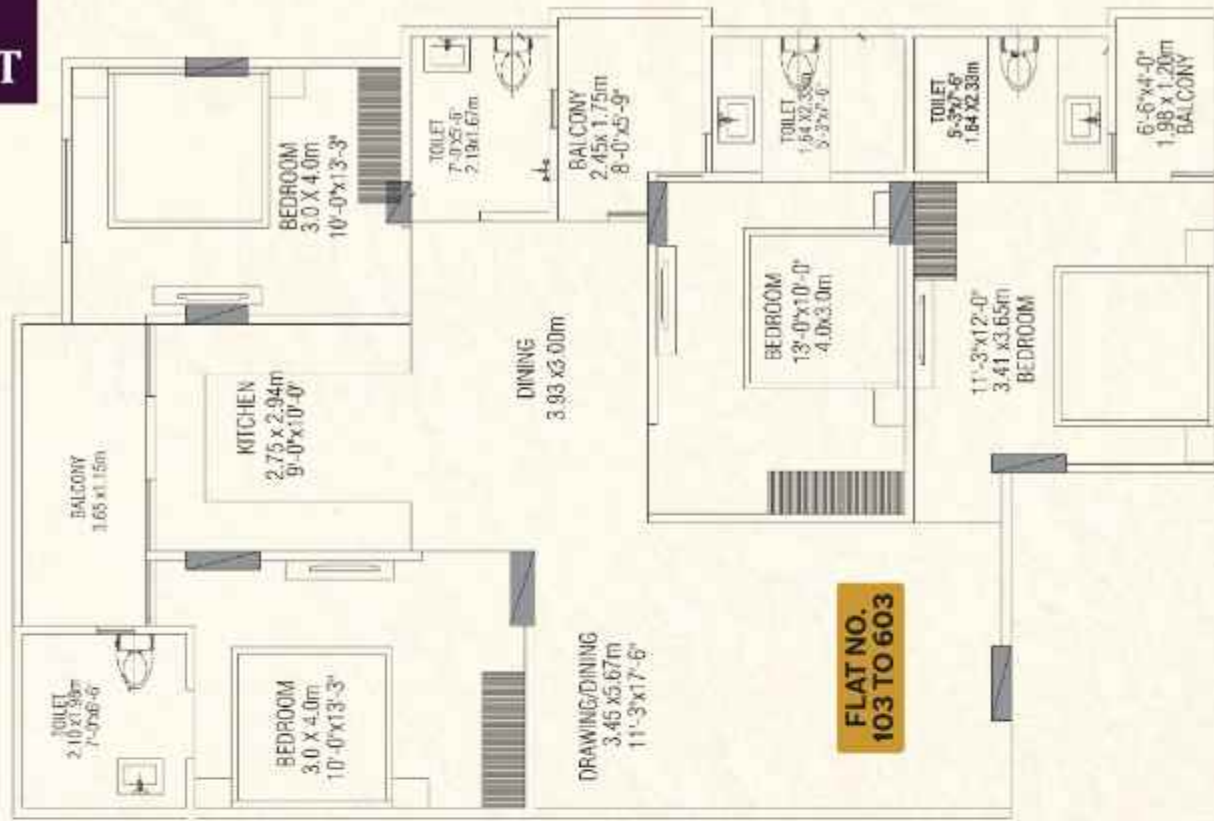 T
BEDROOM
3.0 X 4.0m
10'-0"x13'-3"
TOILET
7'-0"x5'-6"
2.19x1.67m
BALCONY
2.45x 1.75m
8'-0"x5'-9"
TOILET
1.64 X2.33m
5'-3"x7'-6"
TOILET
5'-3"x7'-6"
1.64 X2.33m
6'-6"x4'-0"
1.98 x 1.20m
BALCONY
BALCONY
3.65 x1.15m
KITCHEN
2.75 x 2.94m
9'-0"x10'-0"
DINING
3.93 x3.00m
BEDROOM
13'-0"x10'-0"
4.0x3.0m
11'-3"x12'-0"
3.41 x3.65m
BEDROOM
TOILET
2.10 x1.98m
7'-0"x6'-6"
BEDROOM
3.0 X 4.0m
10'-0"x13'-3"
DRAWING/DINING
3.45 x5.67m
11'-3"x17'-6"
FLAT NO.
103 TO 603